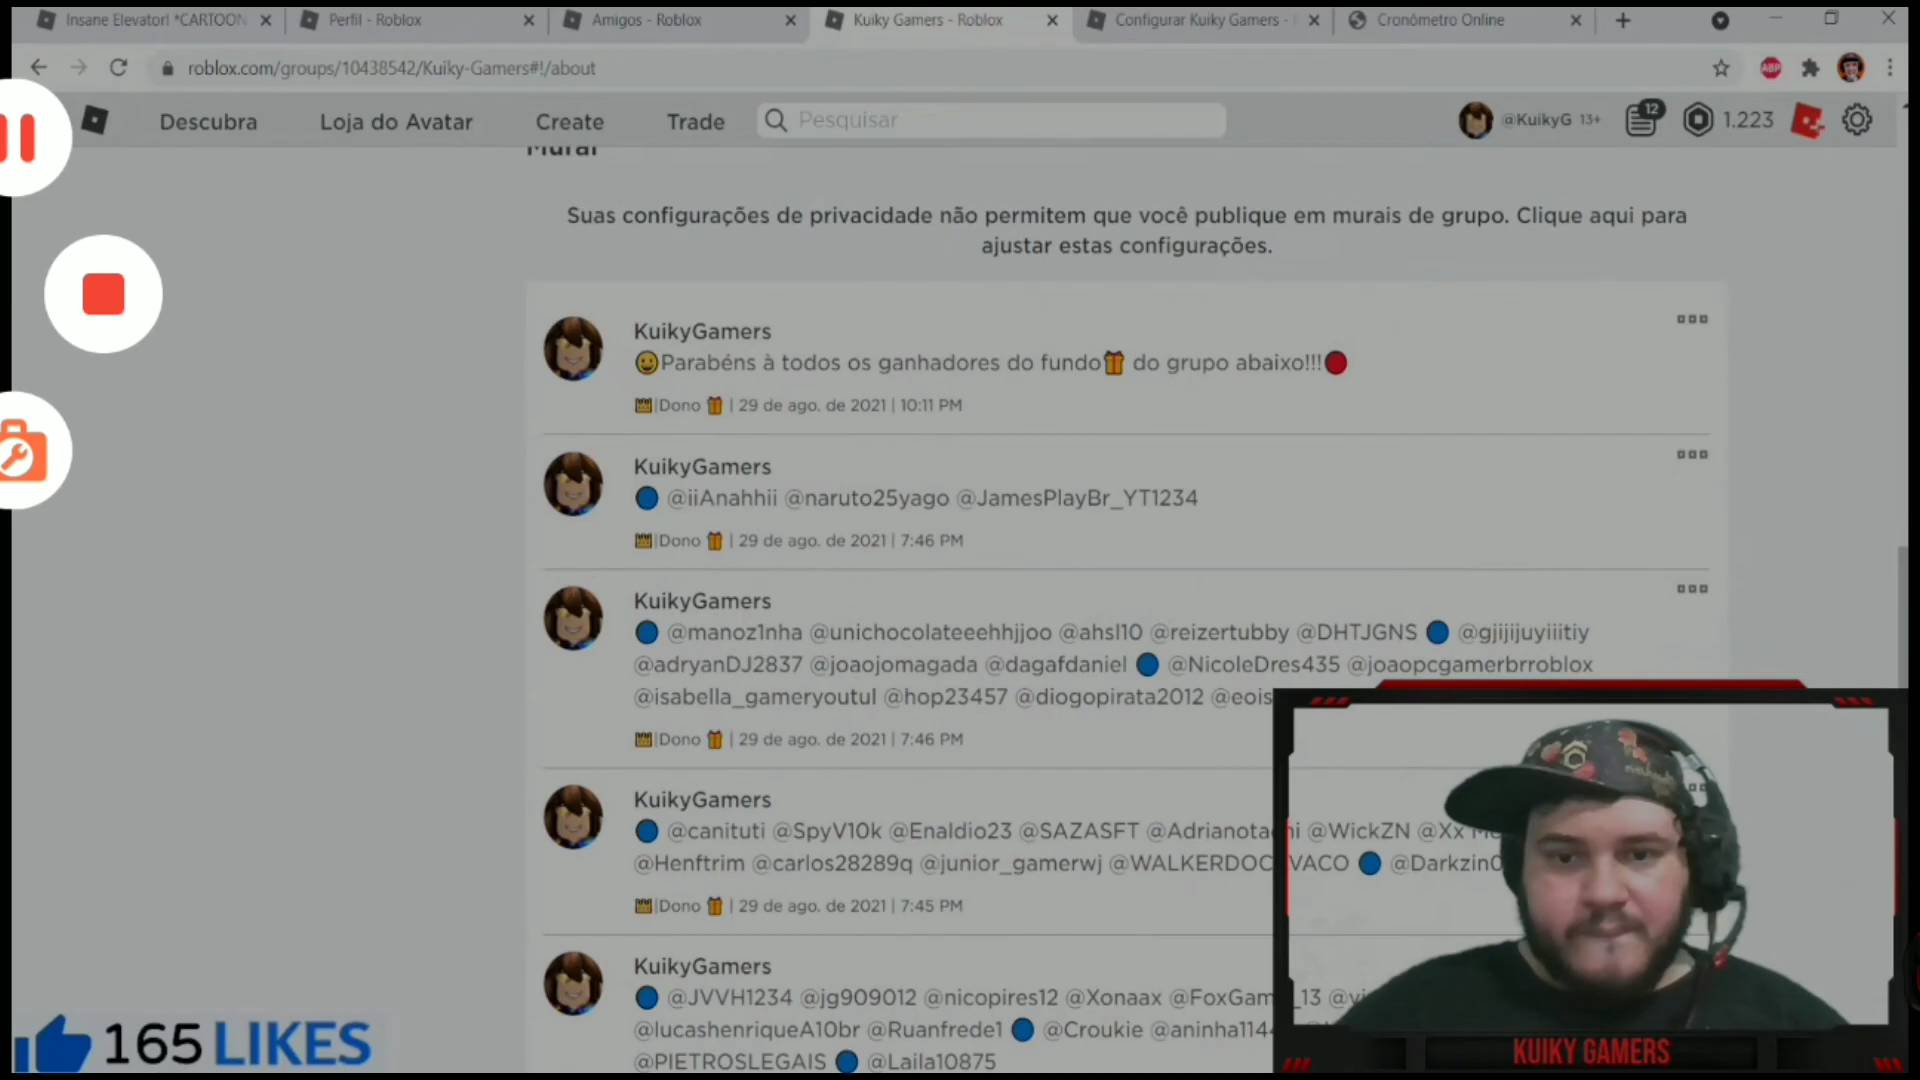 Insane Elevator! *CARTOON
Perfil - Roblox
Amigos - Roblox
Kuiky Gamers - Roblox
Configurar Kuiky Gamers -
Cronômetro Online
roblox.com/groups/10438542/Kuiky-Gamers#!/about
ABP
Descubra
Loja do Avatar
Create
Trade
Pesquisar
@KuikyG 13+
12
1.223
Mural
Suas configurações de privacidade não permitem que você publique em murais de grupo. Clique aqui para
ajustar estas configurações.
KuikyGamers
😀Parabéns à todos os ganhadores do fundo🎁 do grupo abaixo!!!🔴
|Dono 🎁 | 29 de ago. de 2021 | 10:11 PM
KuikyGamers
🔵 @iiAnahhii @naruto25yago @JamesPlayBr_YT1234
|Dono 🎁 | 29 de ago. de 2021 | 7:46 PM
KuikyGamers
🔵 @manoz1nha @unichocolateeehhjjoo @ahsl10 @reizertubby @DHTJGNS 🔵 @gjijijuyiiitiy
@adryanDJ2837 @joaojomagada @dagafdaniel 🔵 @NicoleDres435 @joaopcgamerbrroblox
@isabella_gameryoutul @hop23457 @diogopirata2012 @eois
|Dono 🎁 | 29 de ago. de 2021 | 7:46 PM
KuikyGamers
🔵 @canituti @SpyV10k @Enaldio23 @SAZASFT @WickZN
@Henftrim @carlos28289q @junior_gamerwj 🔵 @Darkzin
|Dono 🎁 | 29 de ago. de 2021 | 7:45 PM
KuikyGamers
🔵 @JVVH1234 @jg909012 @nicopires12 @Xonaax @FoxGam _13
@lucashenriqueA10br @Ruanfrede1 🔵 @Croukie @aninha114
@PIETROSLEGAIS 🔵 @Laila10875
165 LIKES
KUIKY GAMERS